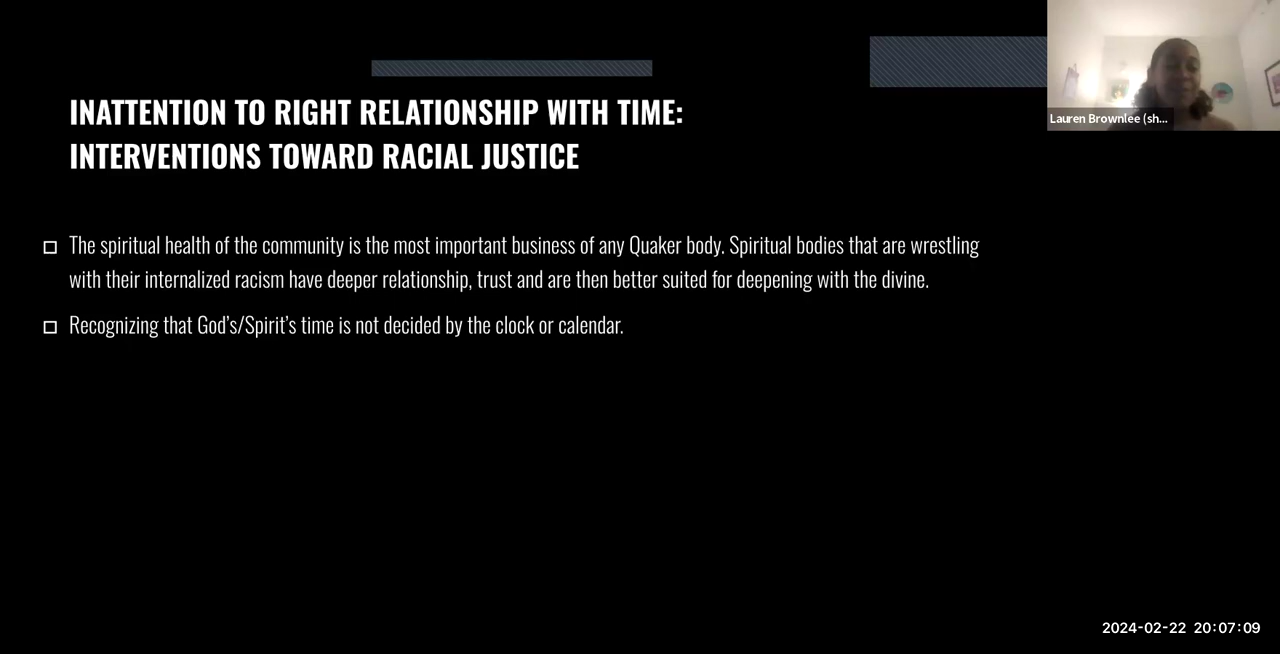 INATTENTION TO RIGHT RELATIONSHIP WITH TIME:
INTERVENTIONS TOWARD RACIAL JUSTICE
Lauren Brownlee (sh...
The spiritual health of the community is the most important business of any Quaker body. Spiritual bodies that are wrestling
with their internalized racism have deeper relationship, trust and are then better suited for deepening with the divine.
Recognizing that God’s/Spirit’s time is not decided by the clock or calendar.
2024-02-22 20:07:09